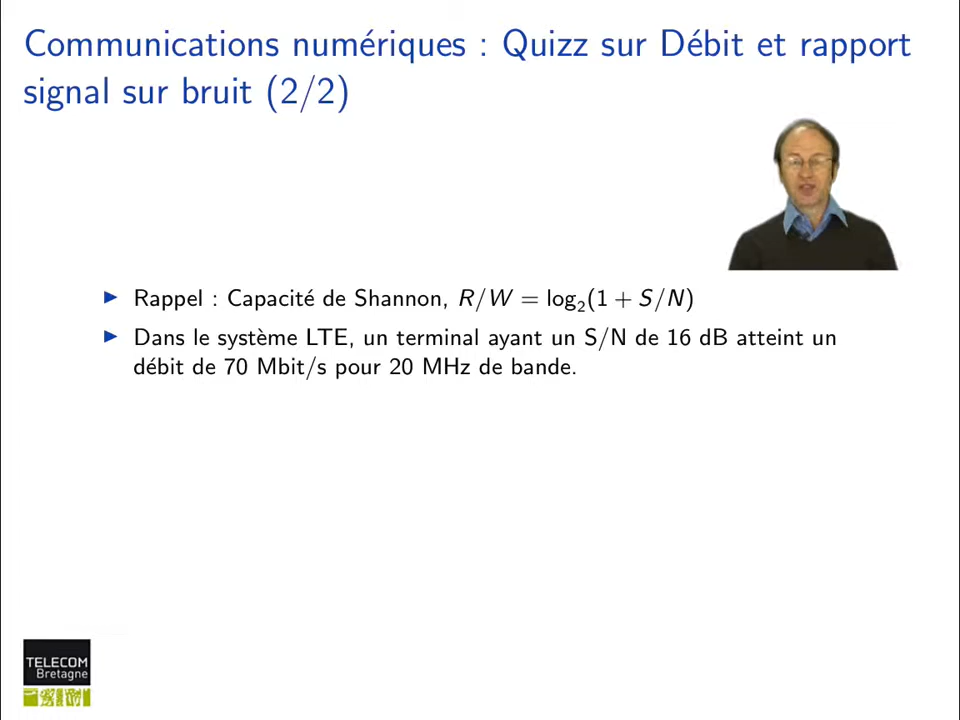 Communications numériques : Quizz sur Débit et rapport
signal sur bruit (2/2)
▶ Rappel : Capacité de Shannon, R/W = log₂(1 + S/N)
▶ Dans le système LTE, un terminal ayant un S/N de 16 dB atteint un
débit de 70 Mbit/s pour 20 MHz de bande.
TELECOM
Bretagne